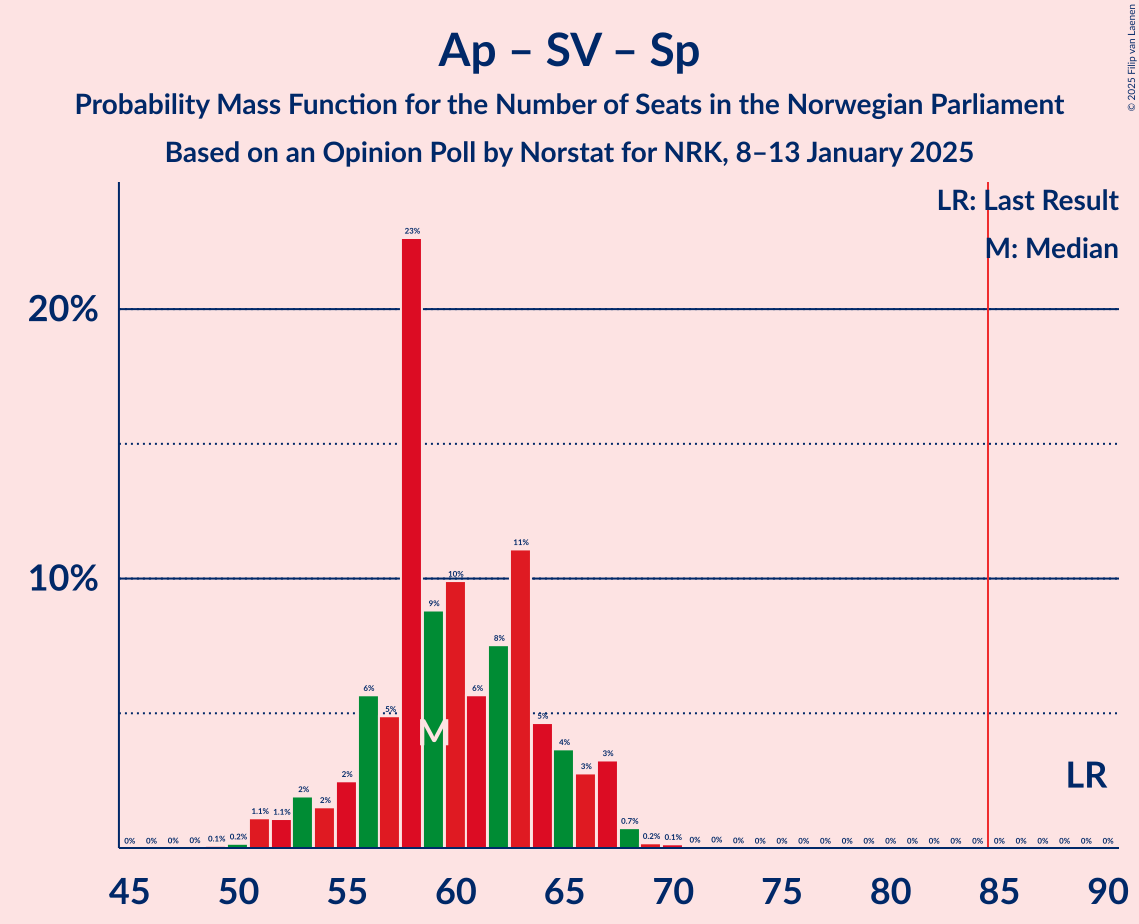 © 2025 Filip van Laenen
Ap – SV – Sp
Probability Mass Function for the Number of Seats in the Norwegian Parliament
Based on an Opinion Poll by Norstat for NRK, 8–13 January 2025
LR: Last Result
M: Median
20%
10%
0% 0% 0% 0% 0.1% 0.2% 1.1% 1.1% 2% 2% 2% 6% 5% 23% 9% 10% 6% 8% 11% 5% 4% 3% 3% 0.7% 0.2% 0.1% 0% 0% 0% 0% 0% 0% 0% 0% 0% 0% 0% 0% 0% 0% 0% 0% 0% 0% 0% 0%
M
LR
45 50 55 60 65 70 75 80 85 90